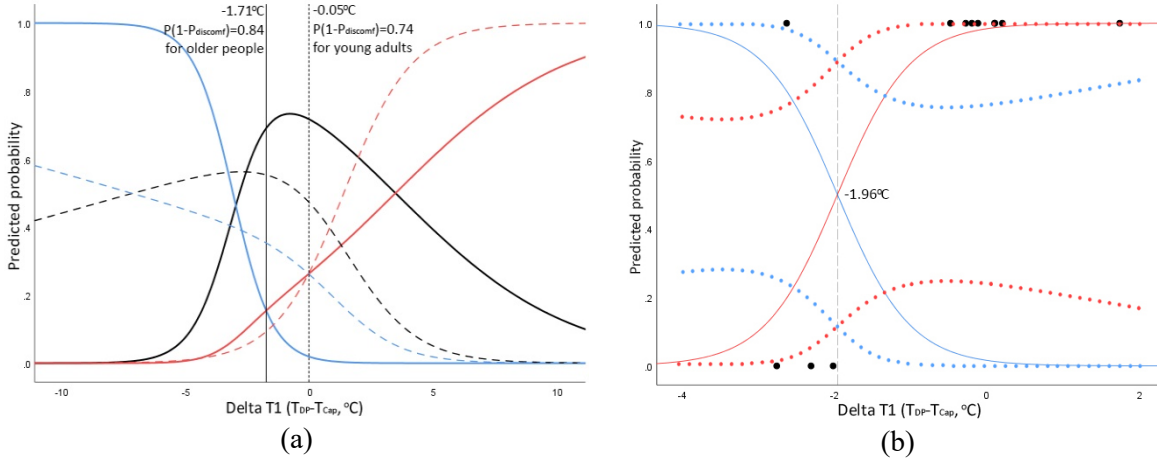 -1.71ºC
P(1-Pdiscomf)=0.84
for older people
-0.05ºC
P(1-Pdiscomf)=0.74
for young adults
Predicted probability
1.0
.8
.6
.4
.2
.0
-10
-5
0
5
10
Delta T1 (TDP-TCap, ºC)
(a)
Predicted probability
1.0
.8
.6
.4
.2
.0
-1.96ºC
-4
-2
0
2
Delta T1 (TDP-TCap, ºC)
(b)